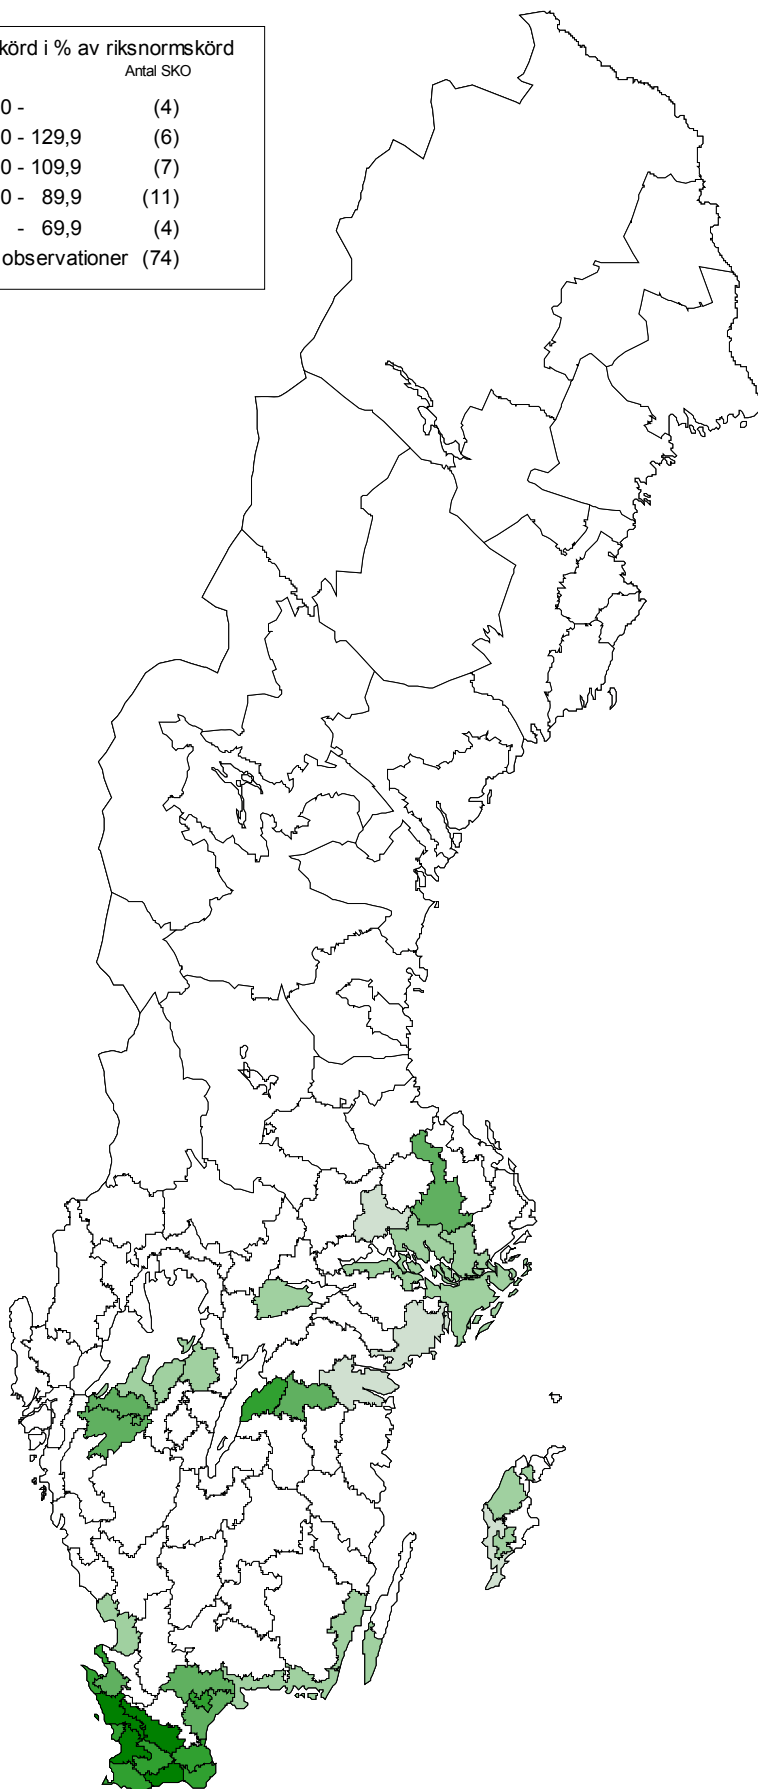 körd i % av riksnormskörd
Antal SKO
0 - (4)
0 - 129,9 (6)
0 - 109,9 (7)
0 - 89,9 (11)
- 69,9 (4)
observationer (74)